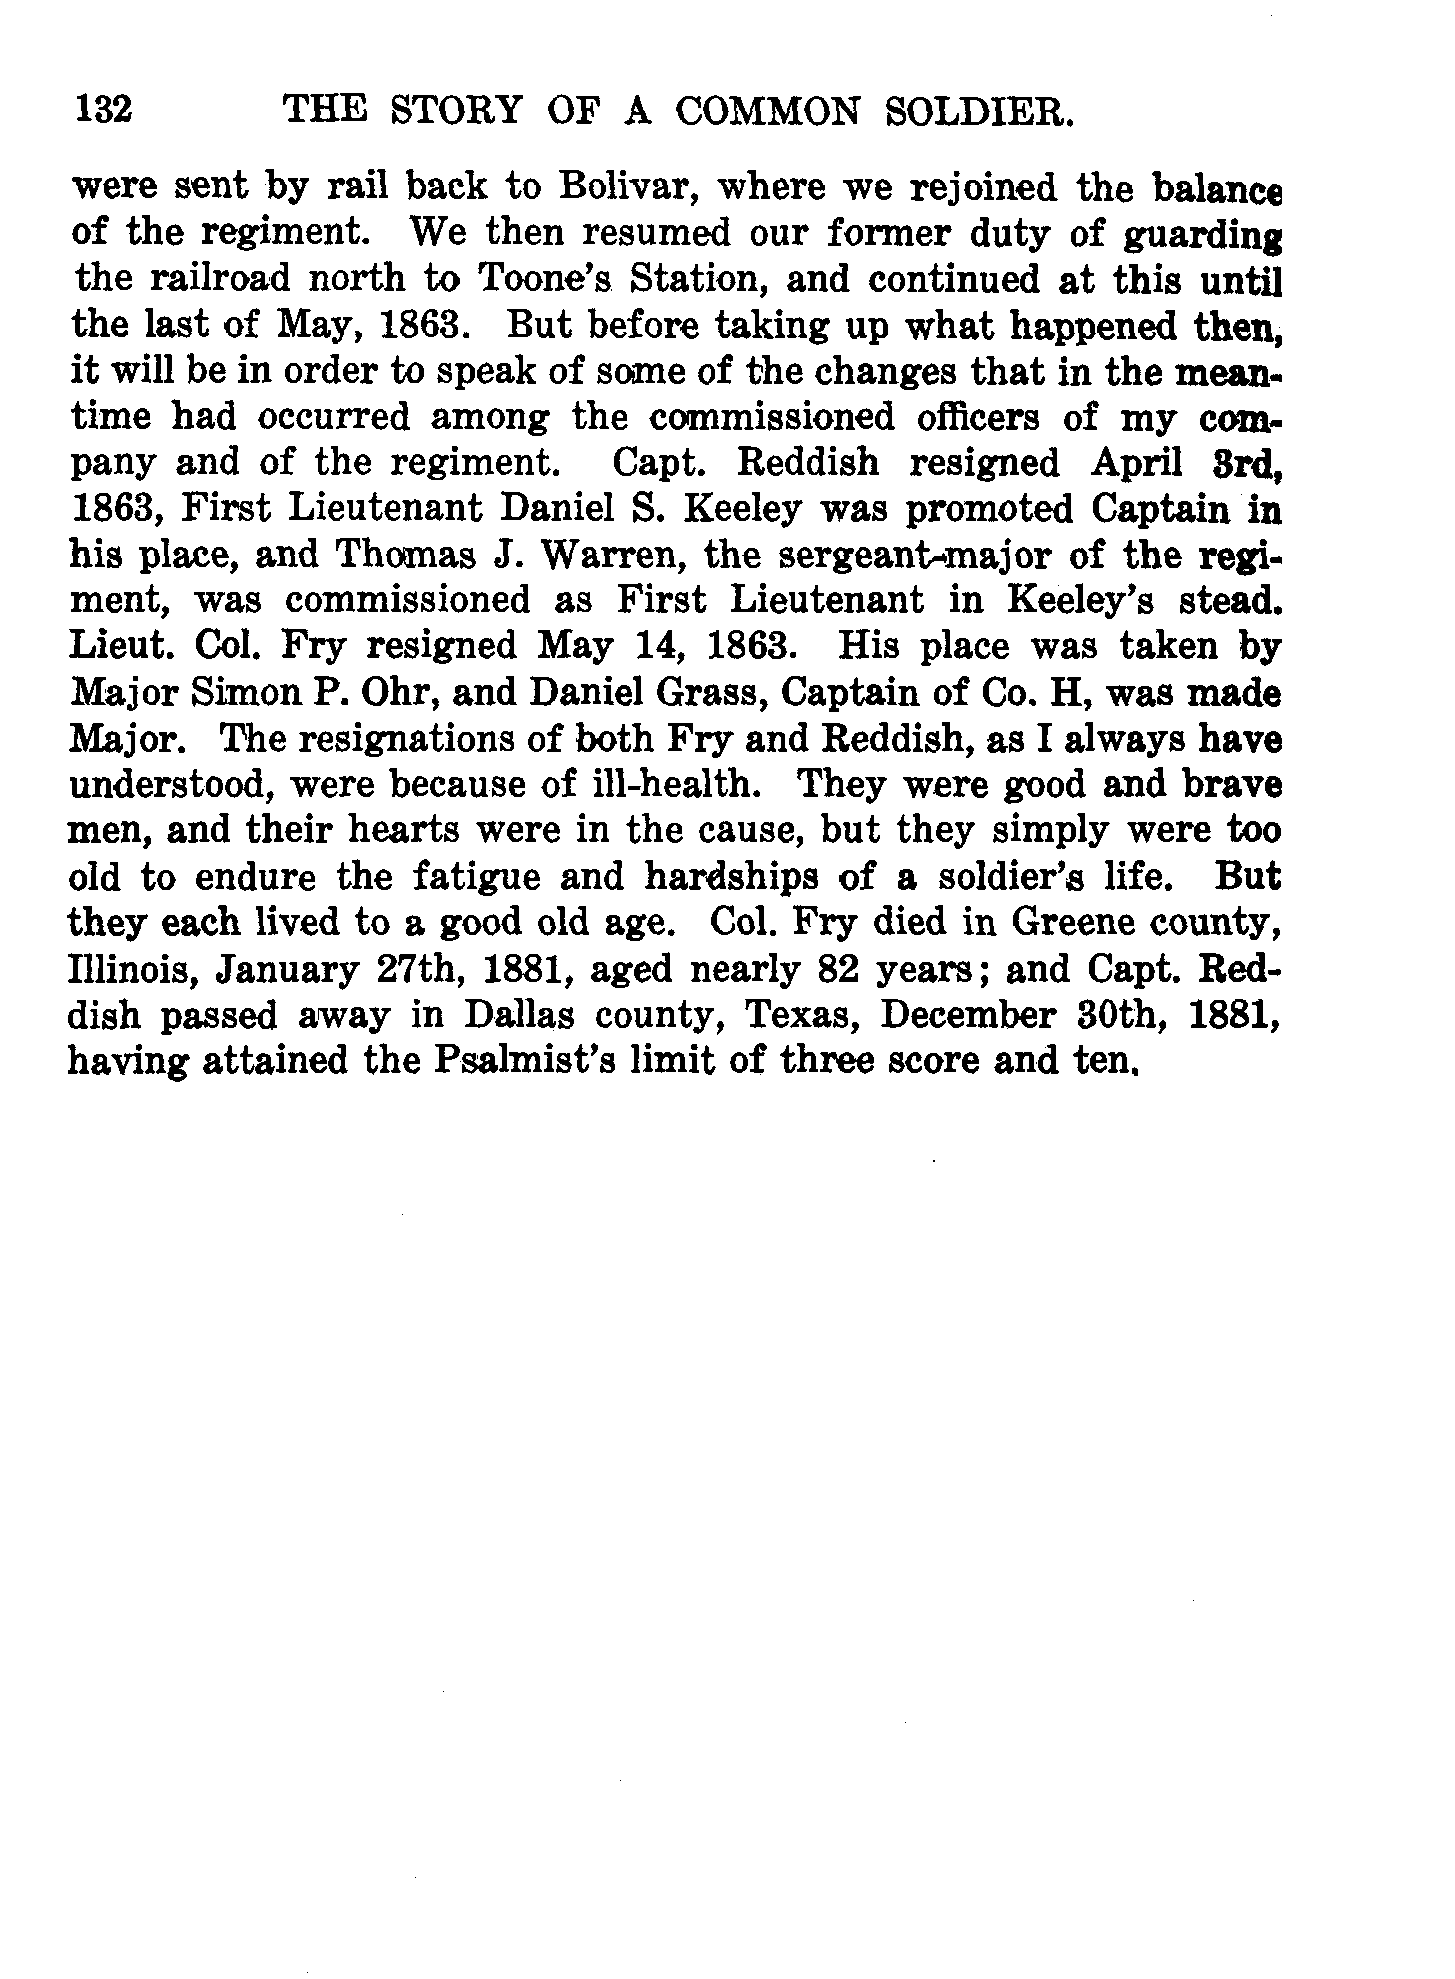 132 THE STORY OF A COMMON SOLDIER.
were sent by rail back to Bolivar, where we rejoined the balance
of the regiment. We then resumed our former duty of guarding
the railroad north to Toone's Station, and continued at this until
the last of May, 1863. But before taking up what happened then,
it will be in order to speak of some of the changes that in the mean-
time had occurred among the commissioned officers of my com-
pany and of the regiment. Capt. Reddish resigned April 3rd,
1863, First Lieutenant Daniel S. Keeley was promoted Captain in
his place, and Thomas J. Warren, the sergeant-major of the regi-
ment, was commissioned as First Lieutenant in Keeley's stead.
Lieut. Col. Fry resigned May 14, 1863. His place was taken by
Major Simon P. Ohr, and Daniel Grass, Captain of Co. H, was made
Major. The resignations of both Fry and Reddish, as I always have
understood, were because of ill-health. They were good and brave
men, and their hearts were in the cause, but they simply were too
old to endure the fatigue and hardships of a soldier's life. But
they each lived to a good old age. Col. Fry died in Greene county,
Illinois, January 27th, 1881, aged nearly 82 years; and Capt. Red-
dish passed away in Dallas county, Texas, December 30th, 1881,
having attained the Psalmist's limit of three score and ten.